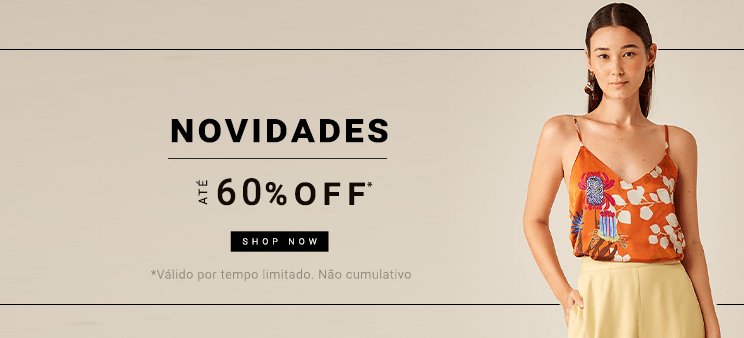 NOVIDADES
ATÉ 60% OFF*
SHOP NOW
*Válido por tempo limitado. Não cumulativo